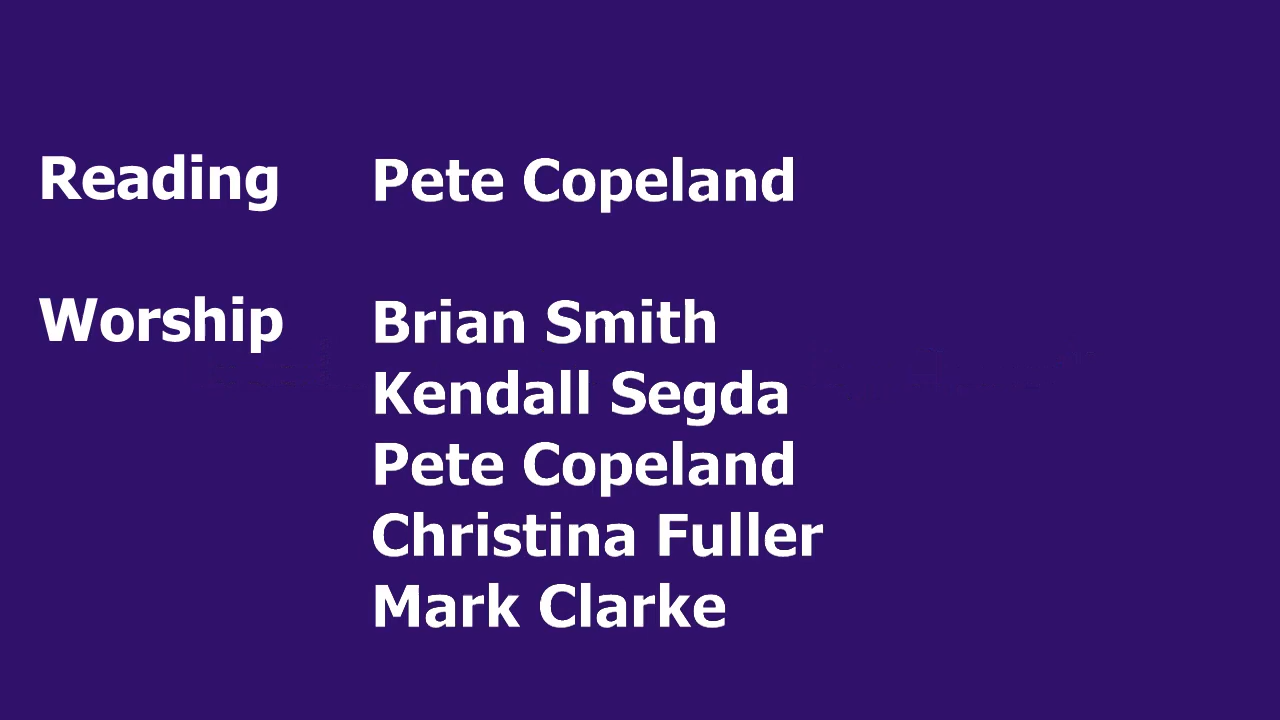 Reading Pete Copeland
Worship Brian Smith
Kendall Segda
Pete Copeland
Christina Fuller
Mark Clarke